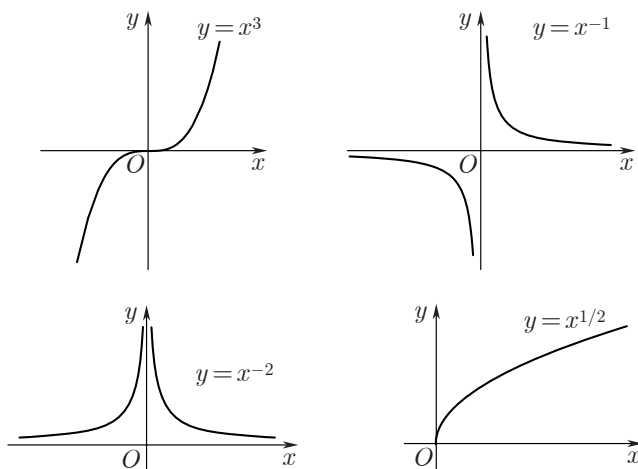 y
y = x³
O
x
y
y = x⁻¹
O
x
y
y = x⁻²
O
x
y
y = x^{1/2}
O
x